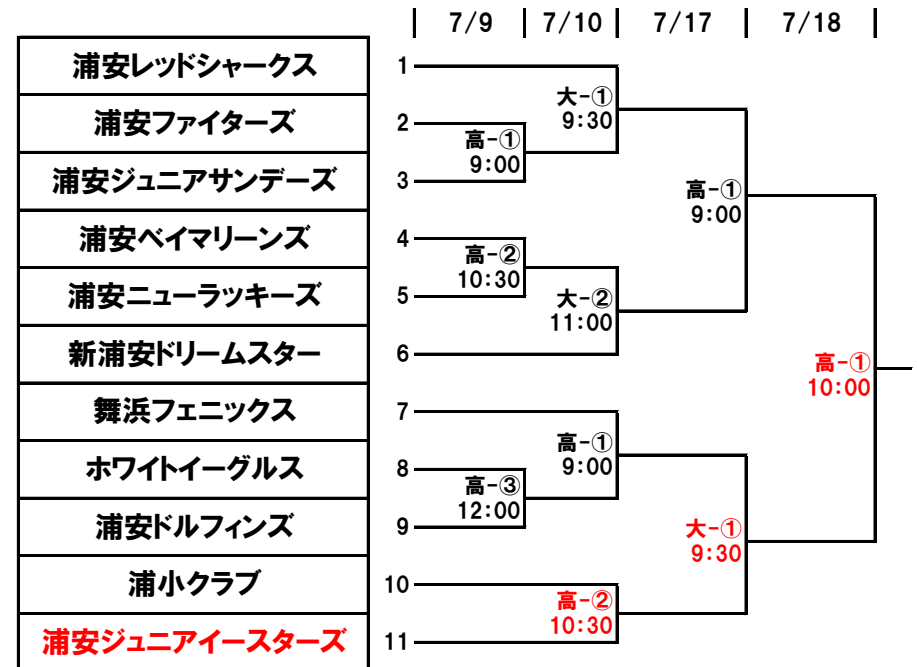 7/9 7/10 7/17 7/18
浦安レッドシャークス 1
浦安ファイターズ 2
浦安ジュニアサンデーズ 3
浦安ベイマリーンズ 4
浦安ニューラッキーズ 5
新浦安ドリームスター 6
舞浜フェニックス 7
ホワイトイーグルス 8
浦安ドルフィンズ 9
浦小クラブ 10
浦安ジュニアイースターズ 11
高-①
9:00
高-②
10:30
高-③
12:00
大-①
9:30
大-②
11:00
高-①
9:00
高-②
10:30
高-①
9:00
大-①
9:30
高-①
10:00